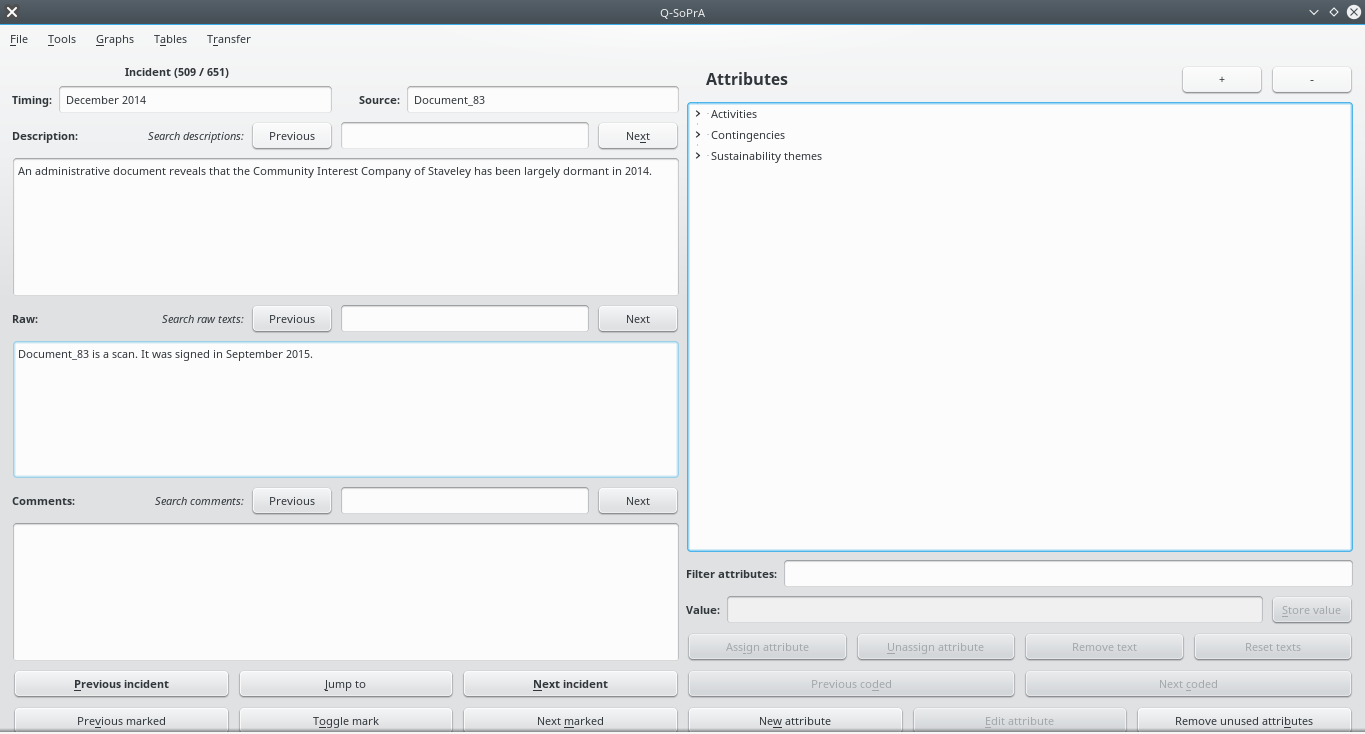 Q-SoPrA
File Tools Graphs Tables Transfer
Incident (509 / 651)
Timing: December 2014 Source: Document_83
Description: Search descriptions: Previous Next
An administrative document reveals that the Community Interest Company of Staveley has been largely dormant in 2014.
Raw: Search raw texts: Previous Next
Document_83 is a scan. It was signed in September 2015.
Comments: Search comments: Previous Next
Previous incident Jump to Next incident
Previous marked Toggle mark Next marked
Attributes + -
Activities
Contingencies
Sustainability themes
Filter attributes:
Value: Store value
Assign attribute Unassign attribute Remove text Reset texts
Previous coded Next coded
New attribute Edit attribute Remove unused attributes